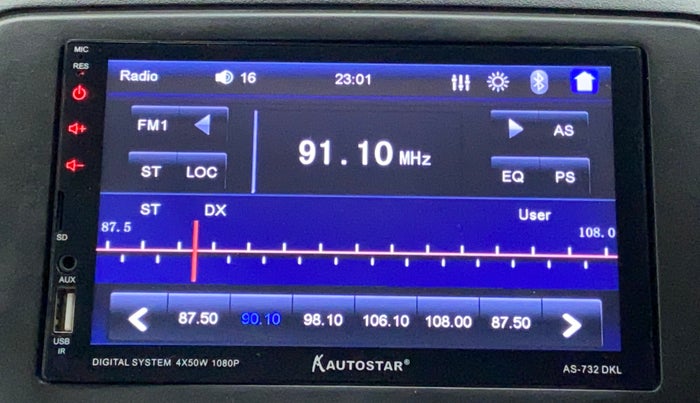 MIC
RES
Radio 16 23:01
FM1 91.10 MHz AS
ST LOC EQ PS
ST DX User
87.5 108.0
SD
AUX
87.50 90.10 98.10 106.10 108.00 87.50
USB
IR
DIGITAL SYSTEM 4X50W 1080P AUTOSTAR® AS-732 DKL